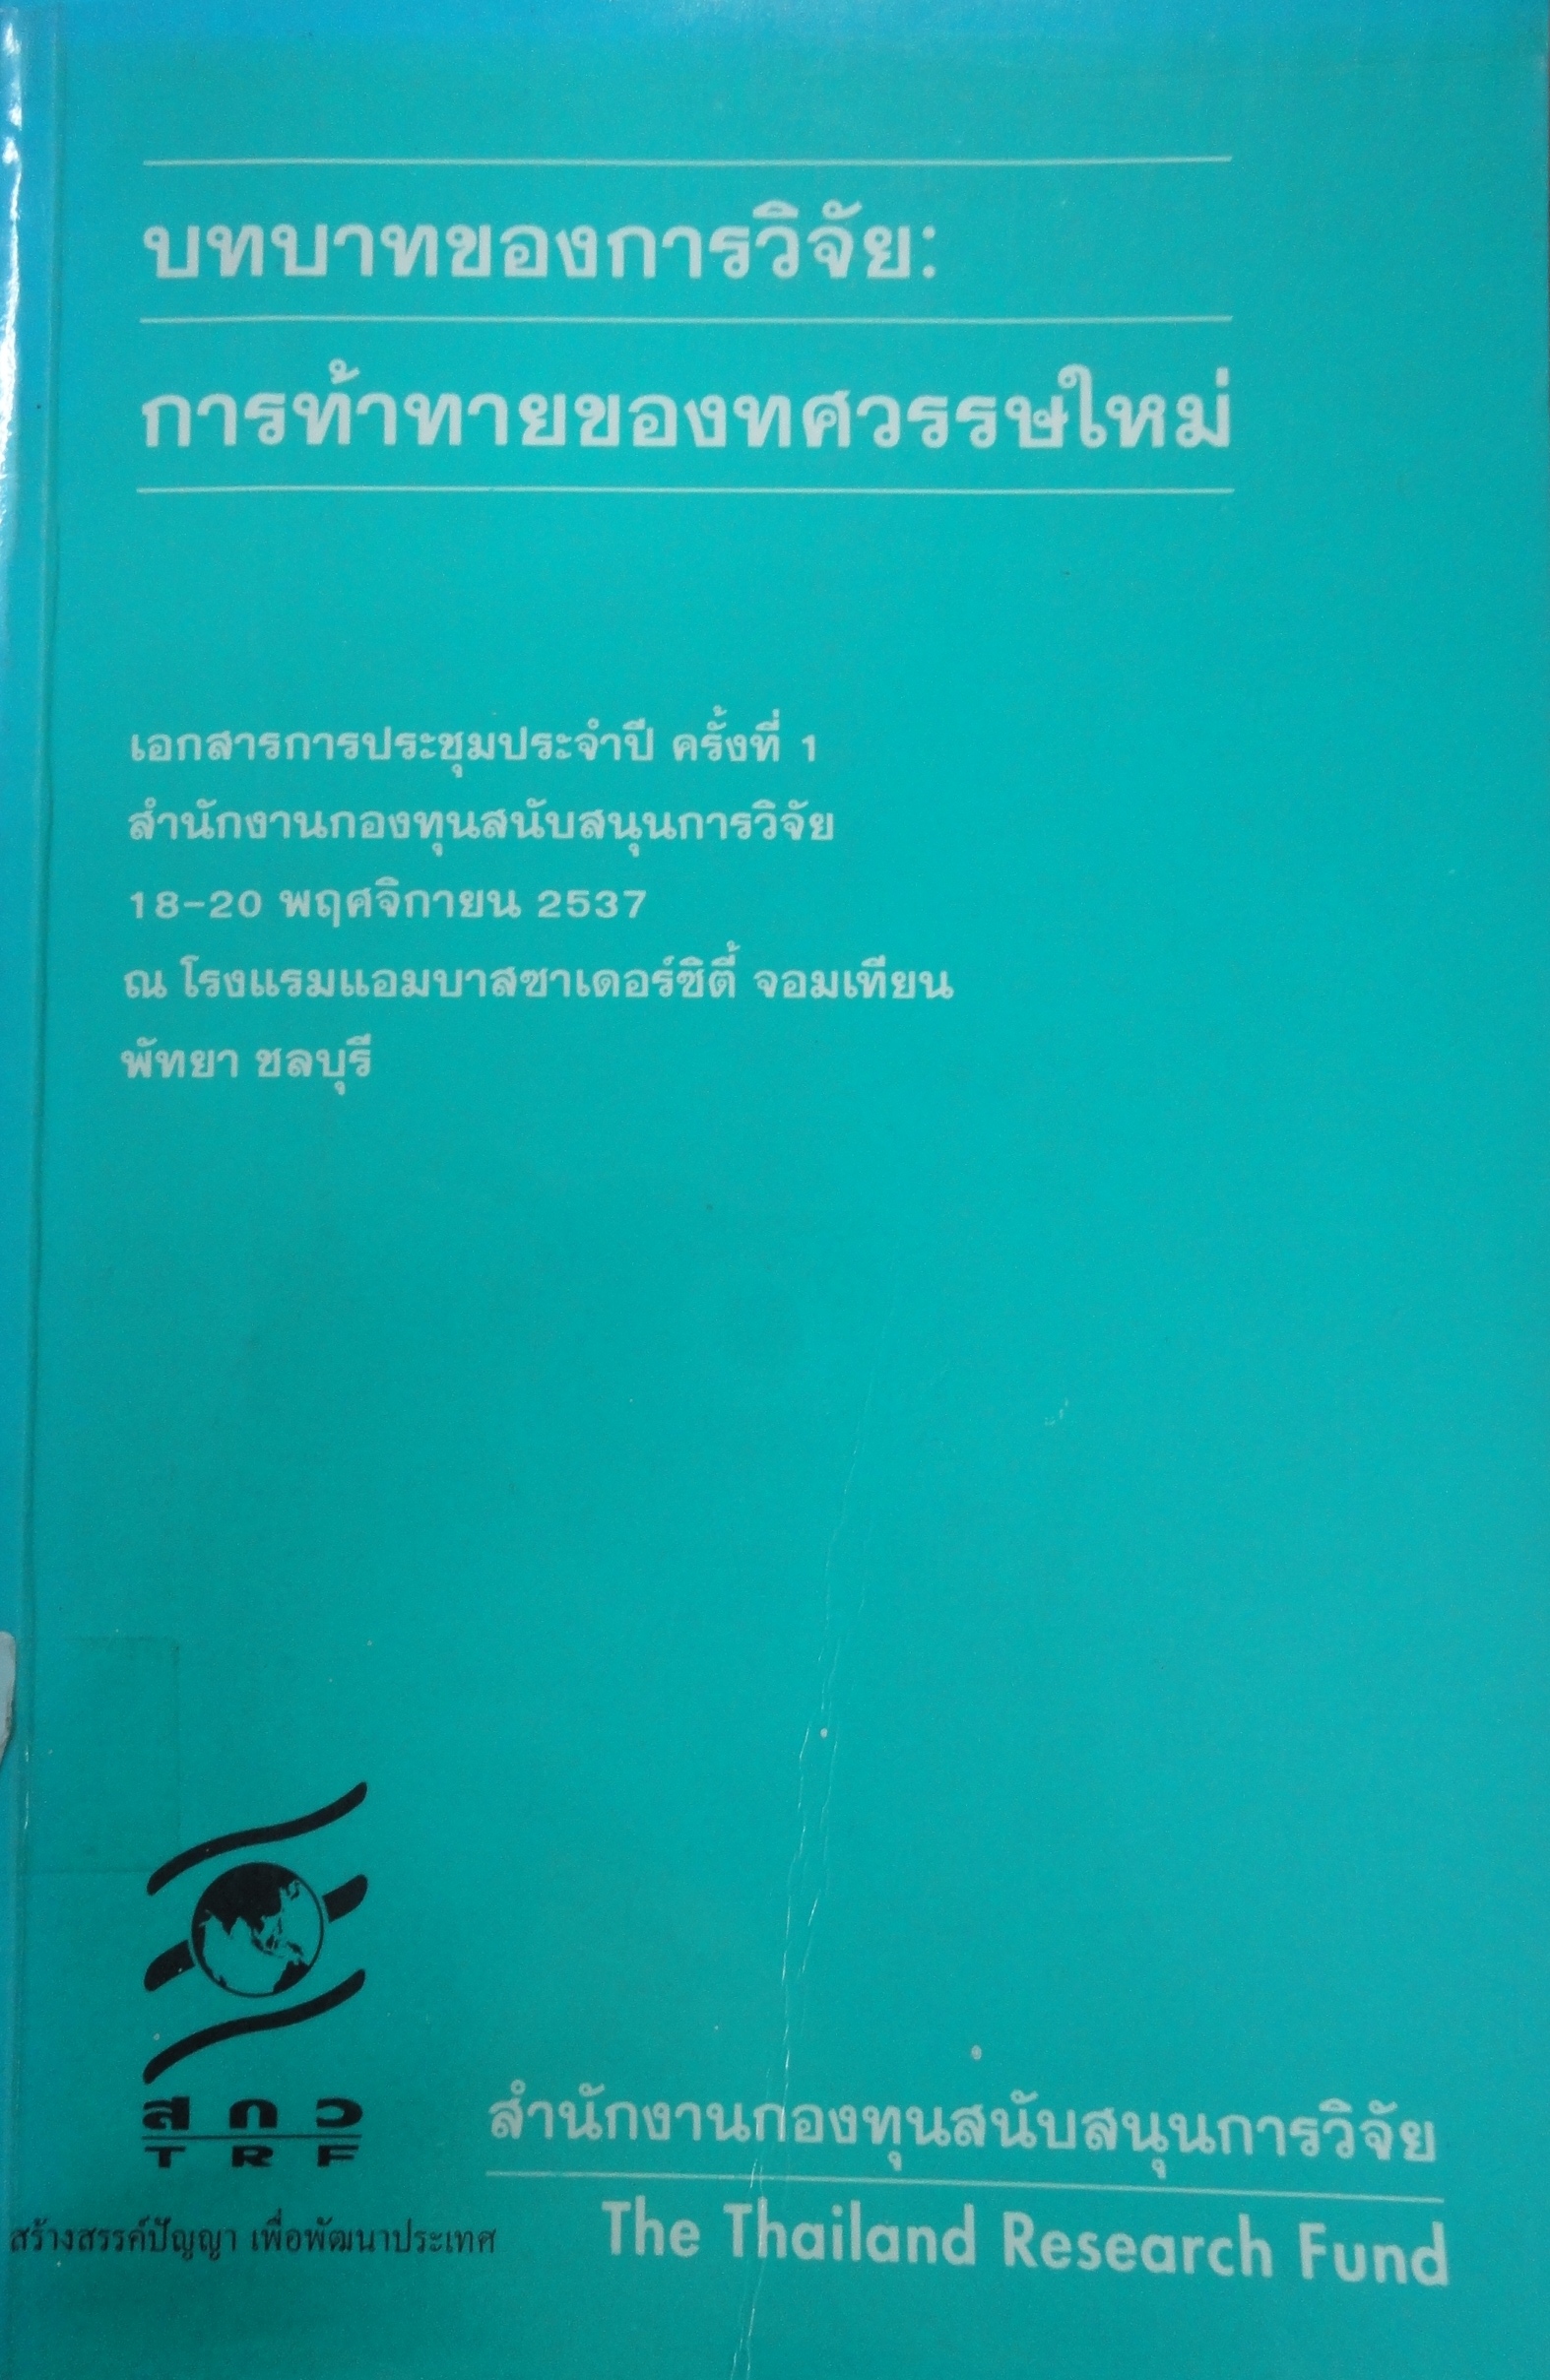 บทบาทของการวิจัย:
การท้าทายของทศวรรษใหม่
เอกสารการประชุมประจำปี ครั้งที่ 1
สำนักงานกองทุนสนับสนุนการวิจัย
18-20 พฤศจิกายน 2537
ณ โรงแรมแอมบาสซาเดอร์ซิตี้ จอมเทียน
พัทยา ชลบุรี
สกว
TRF
สร้างสรรค์ปัญญา เพื่อพัฒนาประเทศ
สำนักงานกองทุนสนับสนุนการวิจัย
The Thailand Research Fund